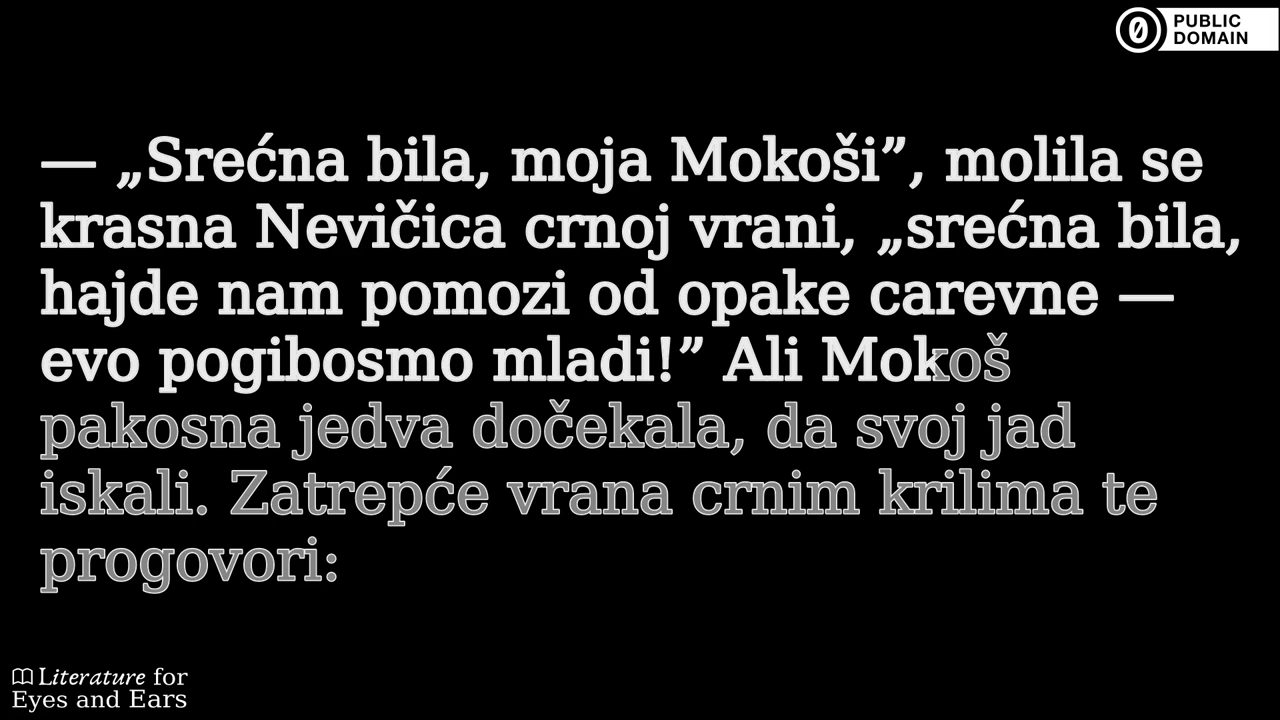 PUBLIC
DOMAIN
— „Srećna bila, moja Mokoši”, molila se
krasna Nevičica crnoj vrani, „srećna bila,
hajde nam pomozi od opake carevne —
evo pogibosmo mladi!” Ali Mokoš
pakosna jedva dočekala, da svoj jad
iskali. Zatrepće vrana crnim krilima te
progovori:
Literature for
Eyes and Ears